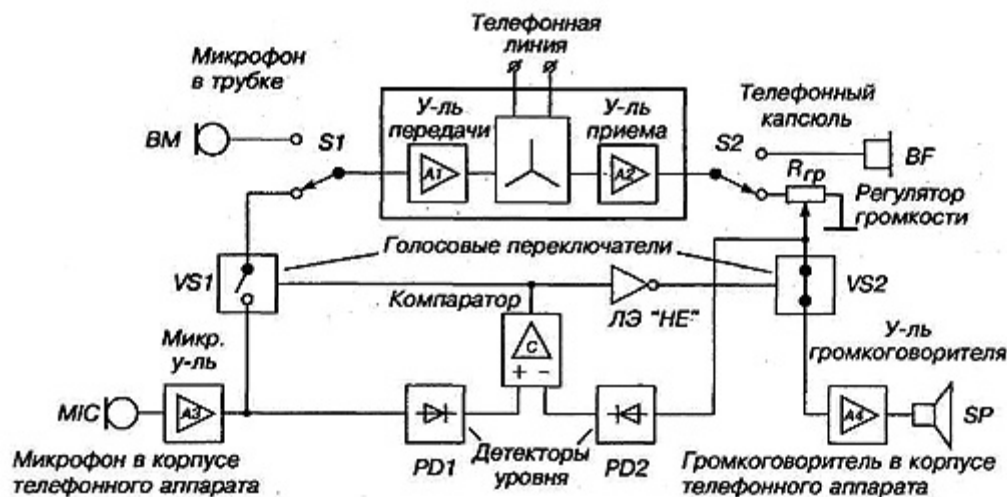 Телефонная
линия
Микрофон
в трубке
У-ль
передачи
У-ль
приема
Телефонный
капсюль
BM
S1
A1
A2
S2
BF
Rгр
Регулятор
громкости
Голосовые переключатели
VS1
VS2
Компаратор
ЛЭ "НЕ"
Микр.
у-ль
C
+ -
У-ль
громкоговорителя
MiC
A3
A4
SP
PD1
Детекторы
уровня
PD2
Микрофон в корпусе
телефонного аппарата
Громкоговоритель в корпусе
телефонного аппарата